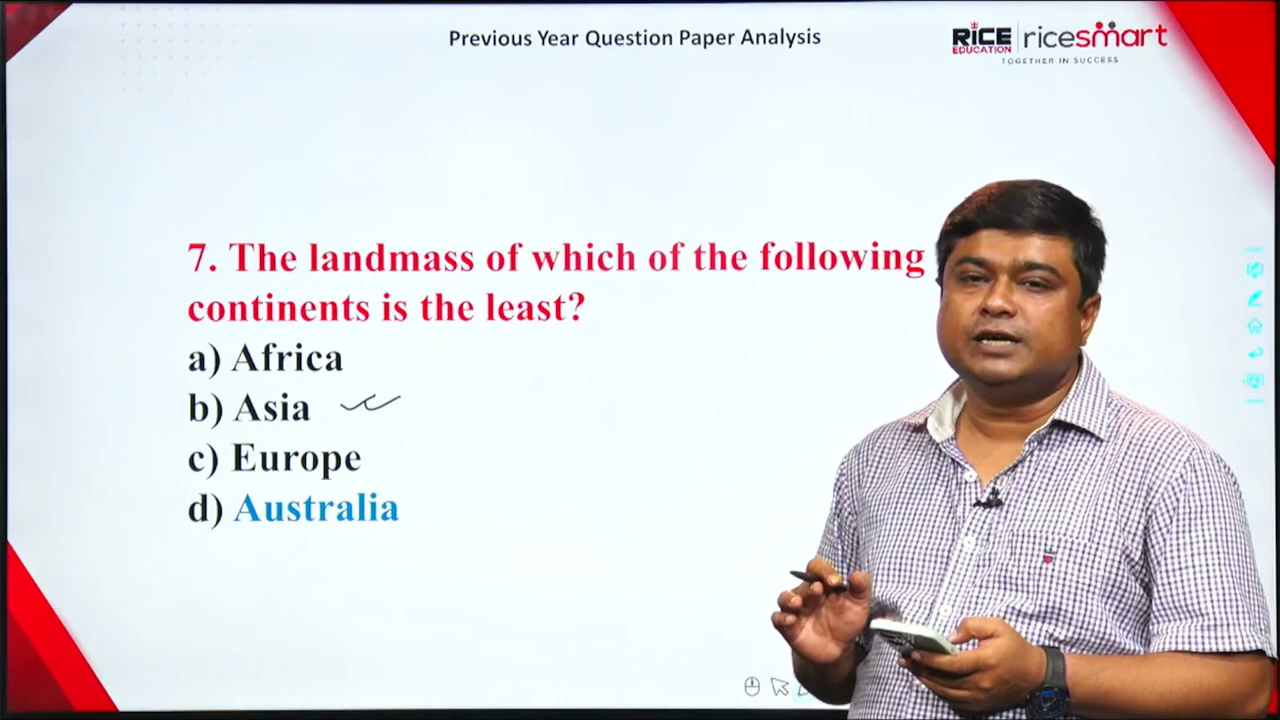 Previous Year Question Paper Analysis
RICE EDUCATION | ricesmart
TOGETHER IN SUCCESS
7. The landmass of which of the following
continents is the least?
a) Africa
b) Asia
c) Europe
d) Australia